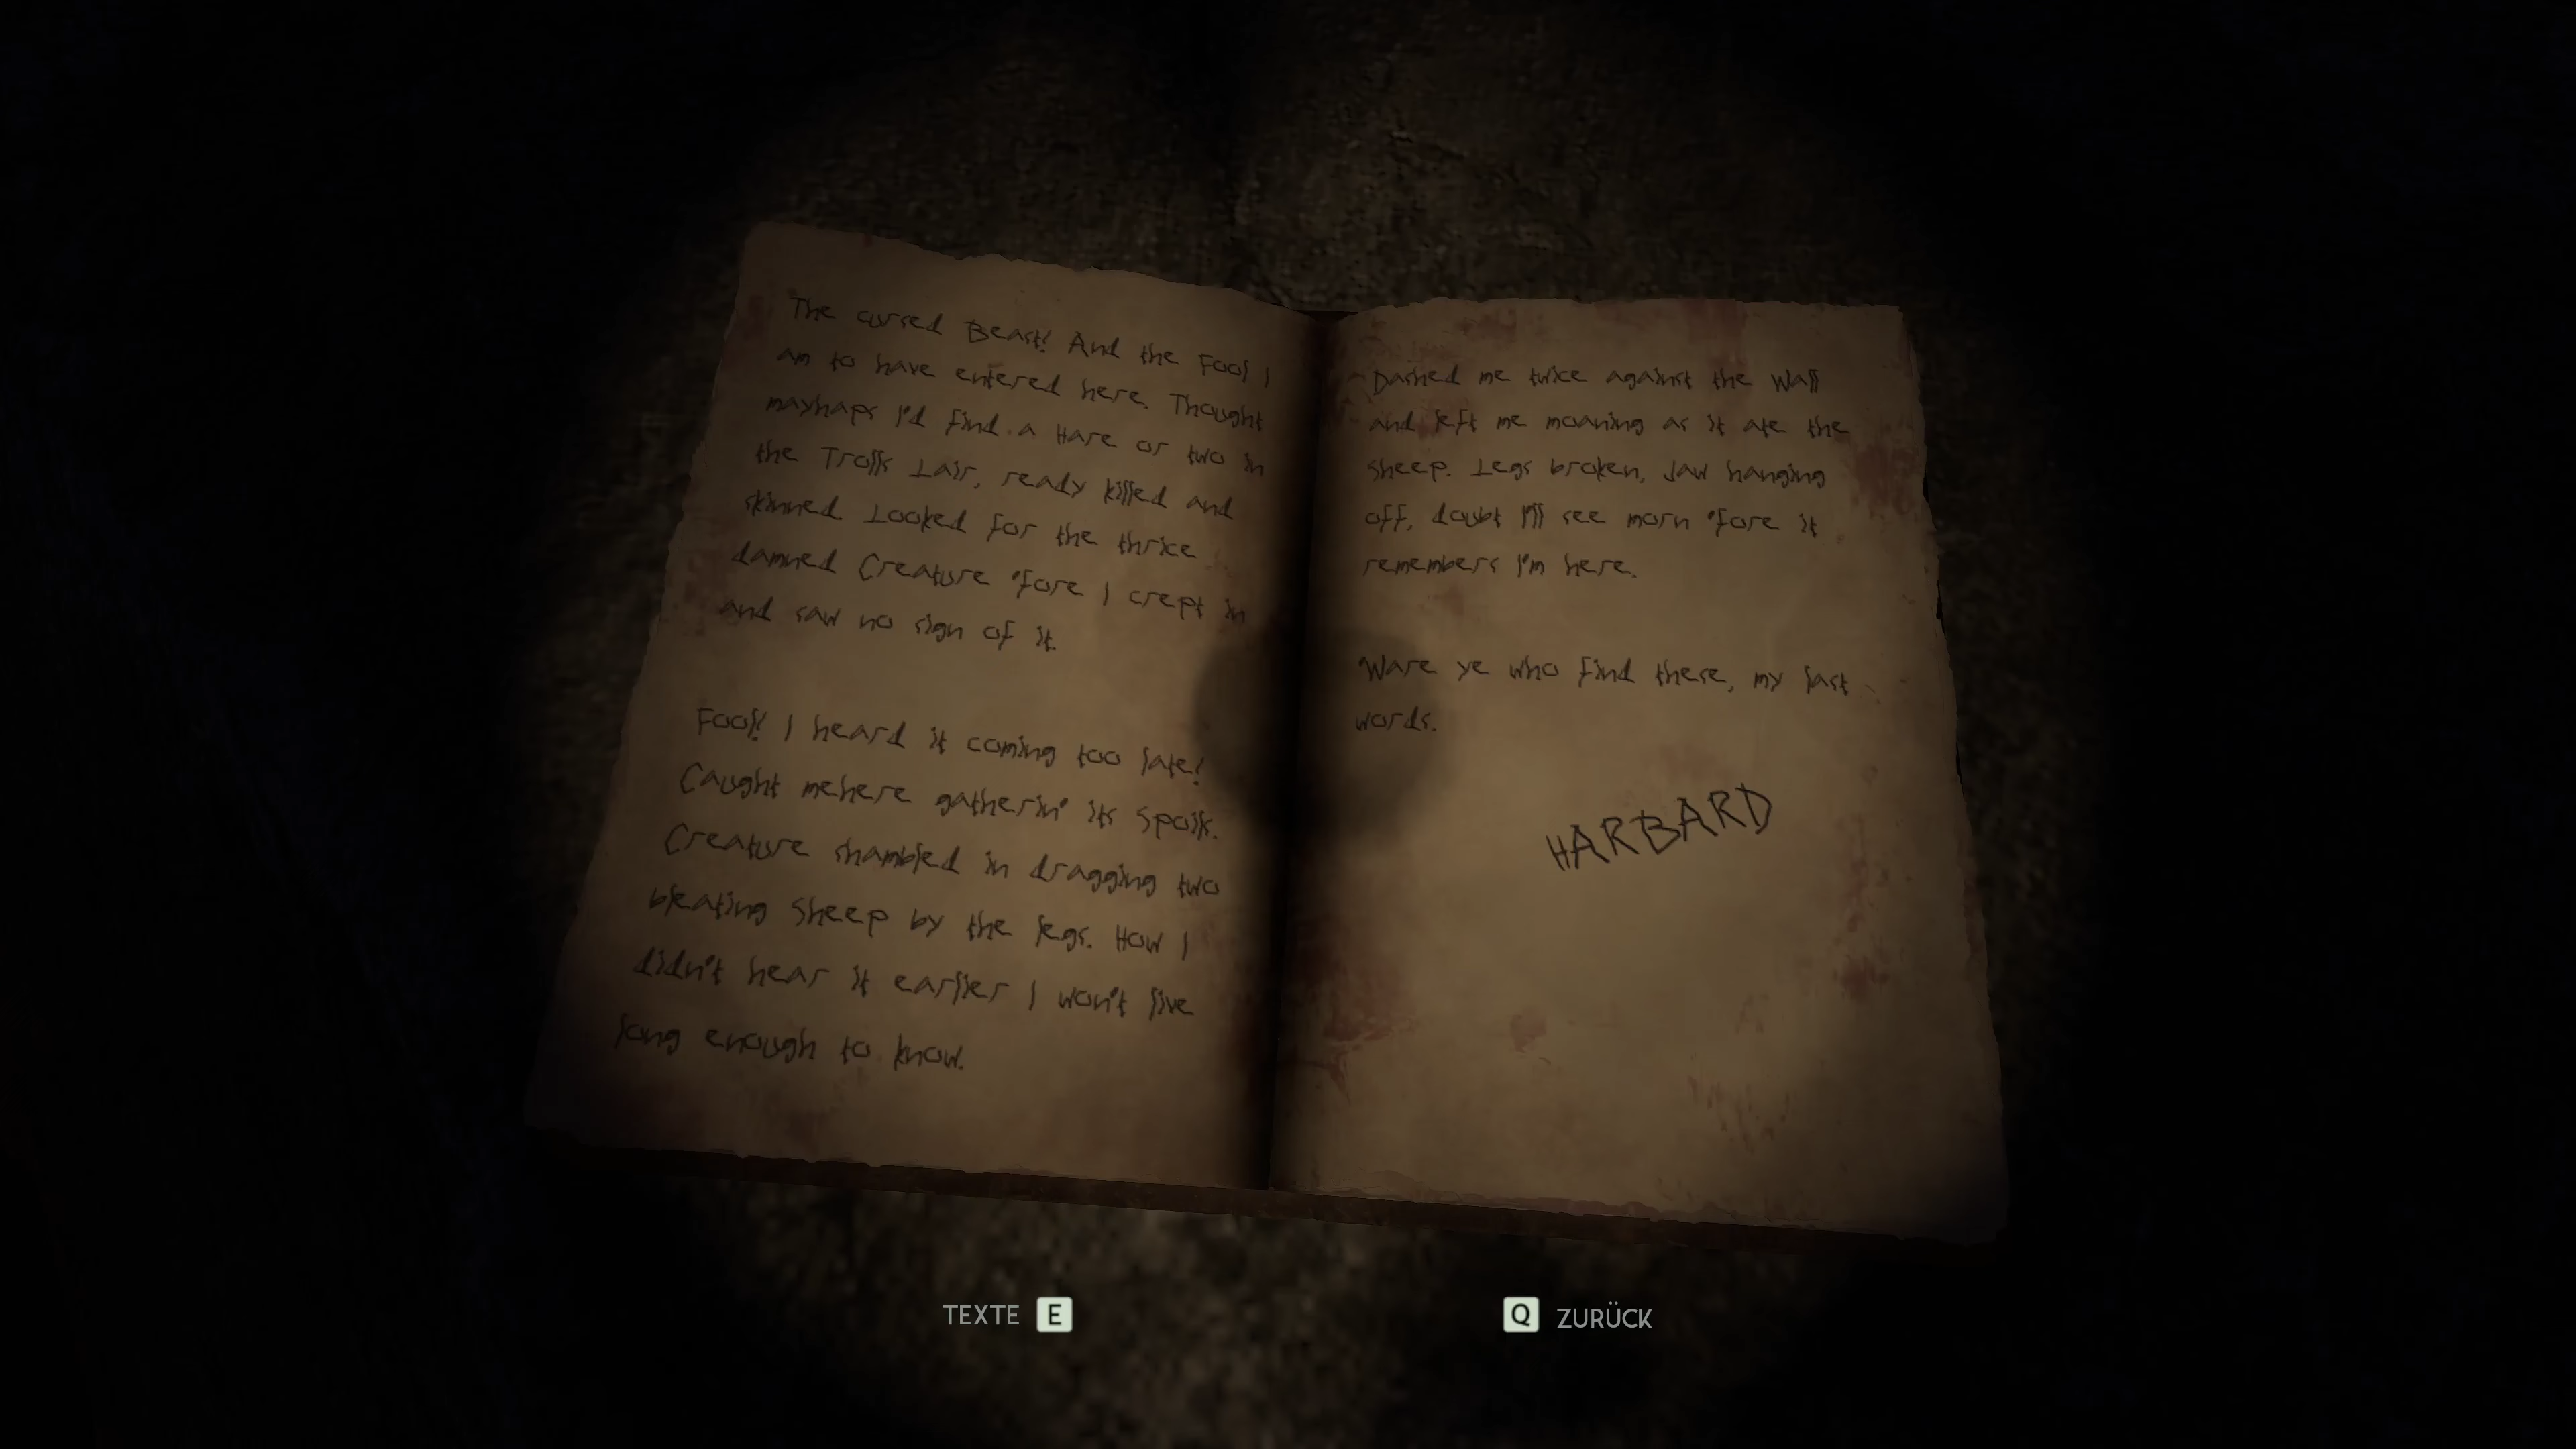 The cursed Beast! And the Fool I
am to have entered here. Thought
mayhaps I'd find a Hare or two in
the Trolls Lair, ready killed and
skinned. Looked for the thrice
damned Creature 'fore I crept in
and saw no sign of it.
Fool! I heard it coming too late!
Caught mehere gatherin' its Spoils.
Creature shambled in dragging two
bleating Sheep by the legs. How I
didn't hear it earlier I won't live
long enough to know.
Dashed me twice against the Wall
and left me moaning as it ate the
Sheep. Legs broken, Jaw hanging
off, doubt I'll see morn 'fore it
remembers I'm here.
'Ware ye who find these, my last
words.
HARBARD
TEXTE E
Q ZURÜCK